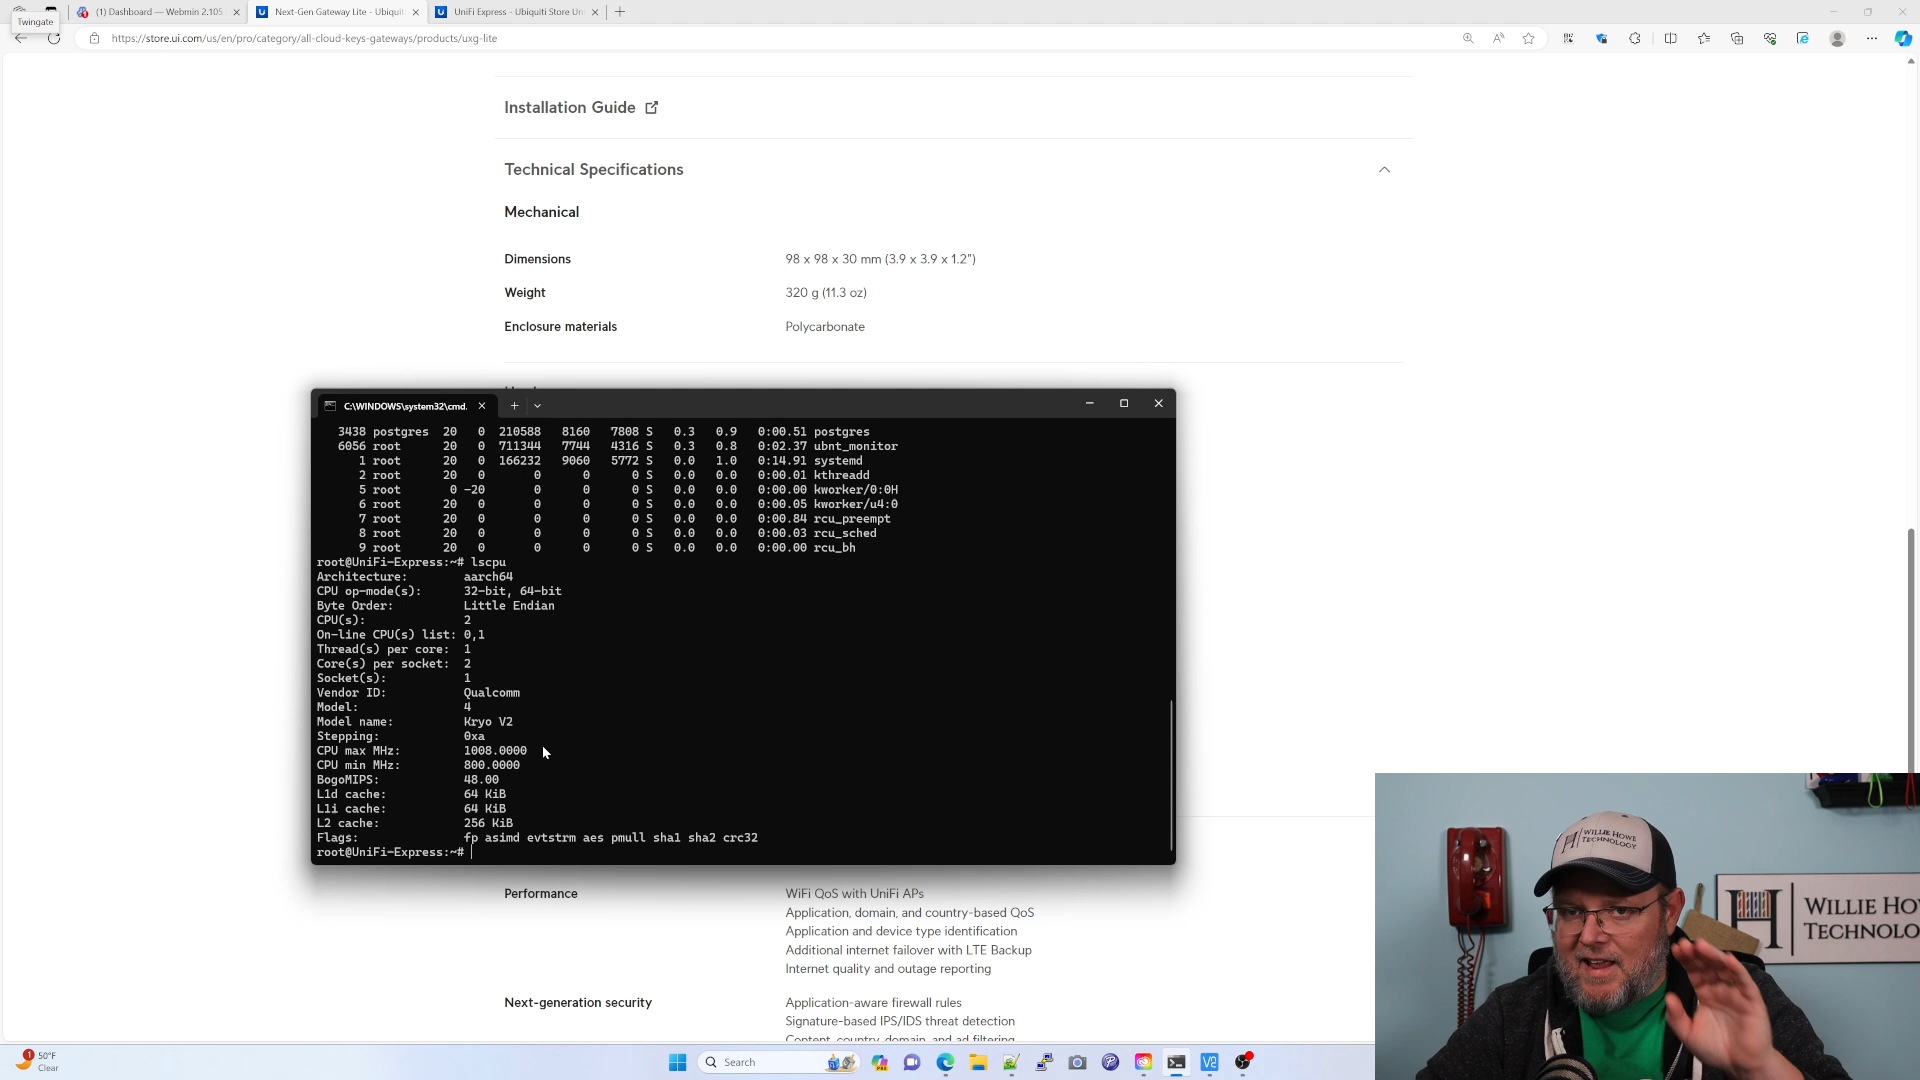 (1) Dashboard — Webmin 2.105
Next-Gen Gateway Lite - Ubiquit
UniFi Express - Ubiquiti Store Un
Twingate
https://store.ui.com/us/en/pro/category/all-cloud-keys-gateways/products/uxg-lite
Installation Guide
Technical Specifications
Mechanical
Dimensions 98 x 98 x 30 mm (3.9 x 3.9 x 1.2")
Weight 320 g (11.3 oz)
Enclosure materials Polycarbonate
C:\WINDOWS\system32\cmd.
3438 postgres 20 0 210588 8160 7808 S 0.3 0.9 0:00.51 postgres
6056 root 20 0 711344 7744 4316 S 0.3 0.8 0:02.37 ubnt_monitor
1 root 20 0 166232 9060 5772 S 0.0 1.0 0:14.91 systemd
2 root 20 0 0 0 0 S 0.0 0.0 0:00.01 kthreadd
5 root 0 -20 0 0 0 S 0.0 0.0 0:00.00 kworker/0:0H
6 root 20 0 0 0 0 S 0.0 0.0 0:00.05 kworker/u4:0
7 root 20 0 0 0 0 S 0.0 0.0 0:00.84 rcu_preempt
8 root 20 0 0 0 0 S 0.0 0.0 0:00.03 rcu_sched
9 root 20 0 0 0 0 S 0.0 0.0 0:00.00 rcu_bh
root@UniFi-Express:~# lscpu
Architecture: aarch64
CPU op-mode(s): 32-bit, 64-bit
Byte Order: Little Endian
CPU(s): 2
On-line CPU(s) list: 0,1
Thread(s) per core: 1
Core(s) per socket: 2
Socket(s): 1
Vendor ID: Qualcomm
Model: 4
Model name: Kryo V2
Stepping: 0xa
CPU max MHz: 1008.0000
CPU min MHz: 800.0000
BogoMIPS: 48.00
L1d cache: 64 KiB
L1i cache: 64 KiB
L2 cache: 256 KiB
Flags: fp asimd evtstrm aes pmull sha1 sha2 crc32
root@UniFi-Express:~#
Performance WiFi QoS with UniFi APs
Application, domain, and country-based QoS
Application and device type identification
Additional internet failover with LTE Backup
Internet quality and outage reporting
Next-generation security Application-aware firewall rules
Signature-based IPS/IDS threat detection
Content, country, domain, and ad filtering
WILLIE HOWE
TECHNOLOGY
WILLIE HO
TECHNOLO
1
50°F
Clear
Search